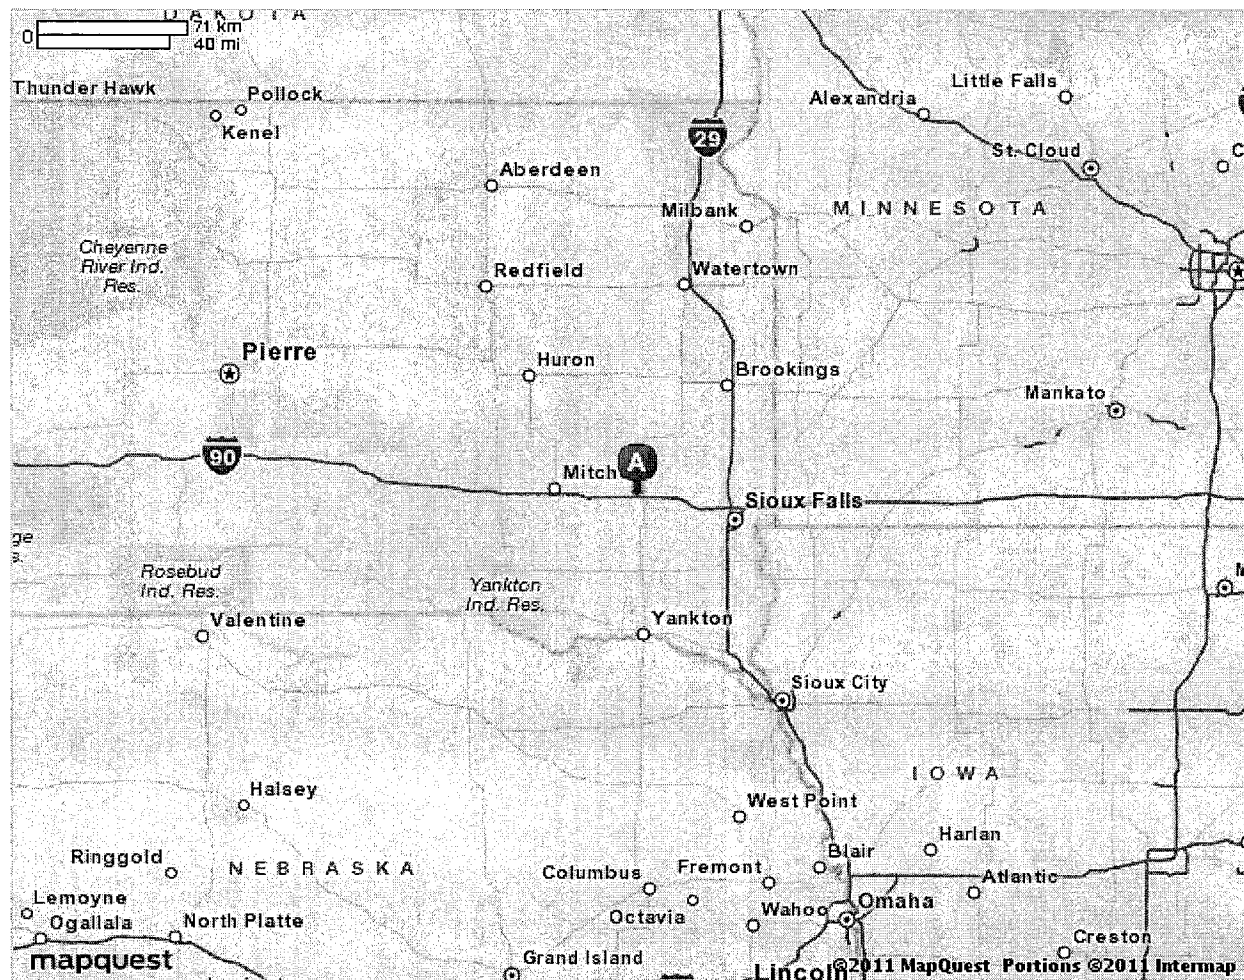 DAKOTA
0
71 km
40 mi
Thunder Hawk
Pollock
Kenel
Little Falls
Alexandria
29
St. Cloud
C
Aberdeen
Milbank
MINNESOTA
Cheyenne
River Ind.
Res.
Redfield
Watertown
Pierre
Huron
Brookings
Mankato
90
Mitch
A
Sioux Falls
ge
s.
Rosebud
Ind. Res.
Yankton
Ind. Res.
M
Valentine
Yankton
Sioux City
IOWA
Halsey
West Point
Harlan
Ringgold
NEBRASKA
Columbus
Fremont
Blair
Atlantic
Lemoyne
Octavia
Wahoo
Omaha
Ogallala
North Platte
Creston
mapquest
Grand Island
Lincoln
©2011 MapQuest Portions ©2011 Intermap